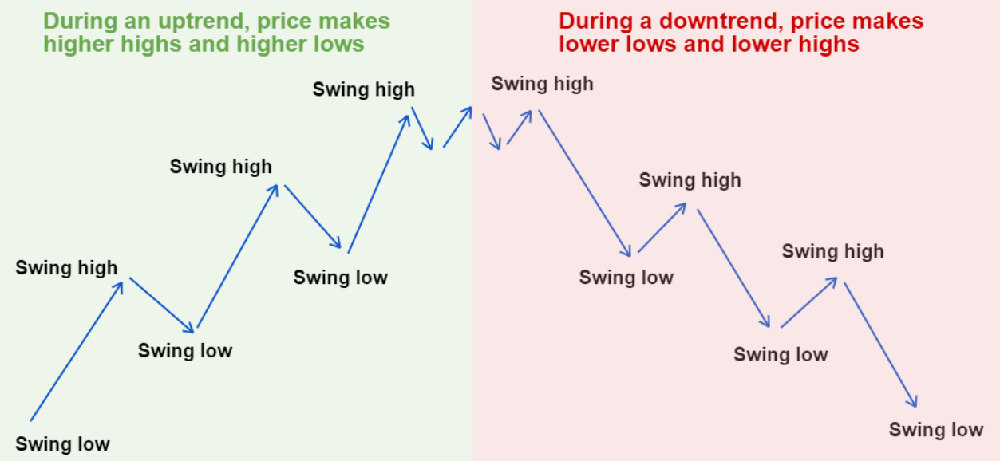 During an uptrend, price makes
higher highs and higher lows
Swing high
Swing high
Swing high
Swing low
Swing low
Swing low
During a downtrend, price makes
lower lows and lower highs
Swing high
Swing high
Swing high
Swing low
Swing low
Swing low